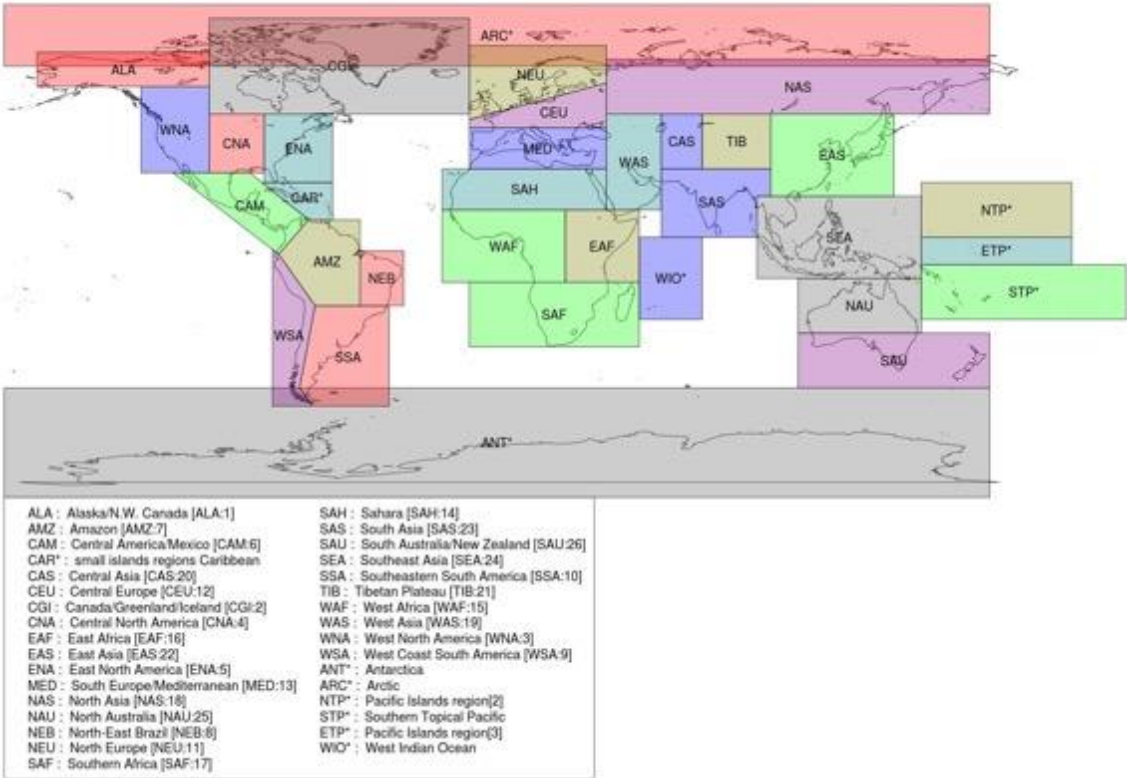 ARC*
ALA
CGI
NEU
NAS
CEU
WNA
CNA
ENA
MED
WAS
CAS
TIB
EAS
SAH
CAR*
CAM
SAS
NTP*
SEA
WAF
EAF
ETP*
AMZ
NEB
WIO*
STP*
NAU
SAF
WSA
SSA
SAU
ANT*
ALA : Alaska/N.W. Canada [ALA:1]
AMZ : Amazon [AMZ:7]
CAM : Central America/Mexico [CAM:6]
CAR* : small islands regions Caribbean
CAS : Central Asia [CAS:20]
CEU : Central Europe [CEU:12]
CGI : Canada/Greenland/Iceland [CGI:2]
CNA : Central North America [CNA:4]
EAF : East Africa [EAF:16]
EAS : East Asia [EAS:22]
ENA : East North America [ENA:5]
MED : South Europe/Mediterranean [MED:13]
NAS : North Asia [NAS:18]
NAU : North Australia [NAU:25]
NEB : North-East Brazil [NEB:8]
NEU : North Europe [NEU:11]
SAF : Southern Africa [SAF:17]
SAH : Sahara [SAH:14]
SAS : South Asia [SAS:23]
SAU : South Australia/New Zealand [SAU:26]
SEA : Southeast Asia [SEA:24]
SSA : Southeastern South America [SSA:10]
TIB : Tibetan Plateau [TIB:21]
WAF : West Africa [WAF:15]
WAS : West Asia [WAS:19]
WNA : West North America [WNA:3]
WSA : West Coast South America [WSA:9]
ANT* : Antarctica
ARC* : Arctic
NTP* : Pacific Islands region[2]
STP* : Southern Topical Pacific
ETP* : Pacific Islands region[3]
WIO* : West Indian Ocean